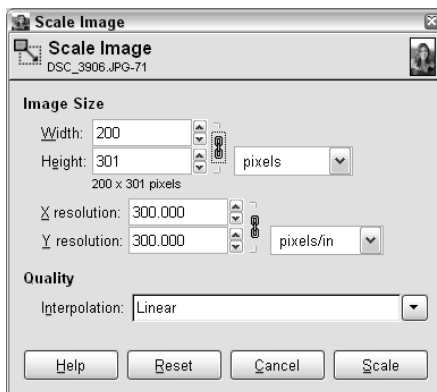 Scale Image
Scale Image
DSC_3906.JPG-71
Image Size
Width: 200
Height: 301 pixels
200 x 301 pixels
X resolution: 300.000
Y resolution: 300.000 pixels/in
Quality
Interpolation: Linear
Help Reset Cancel Scale